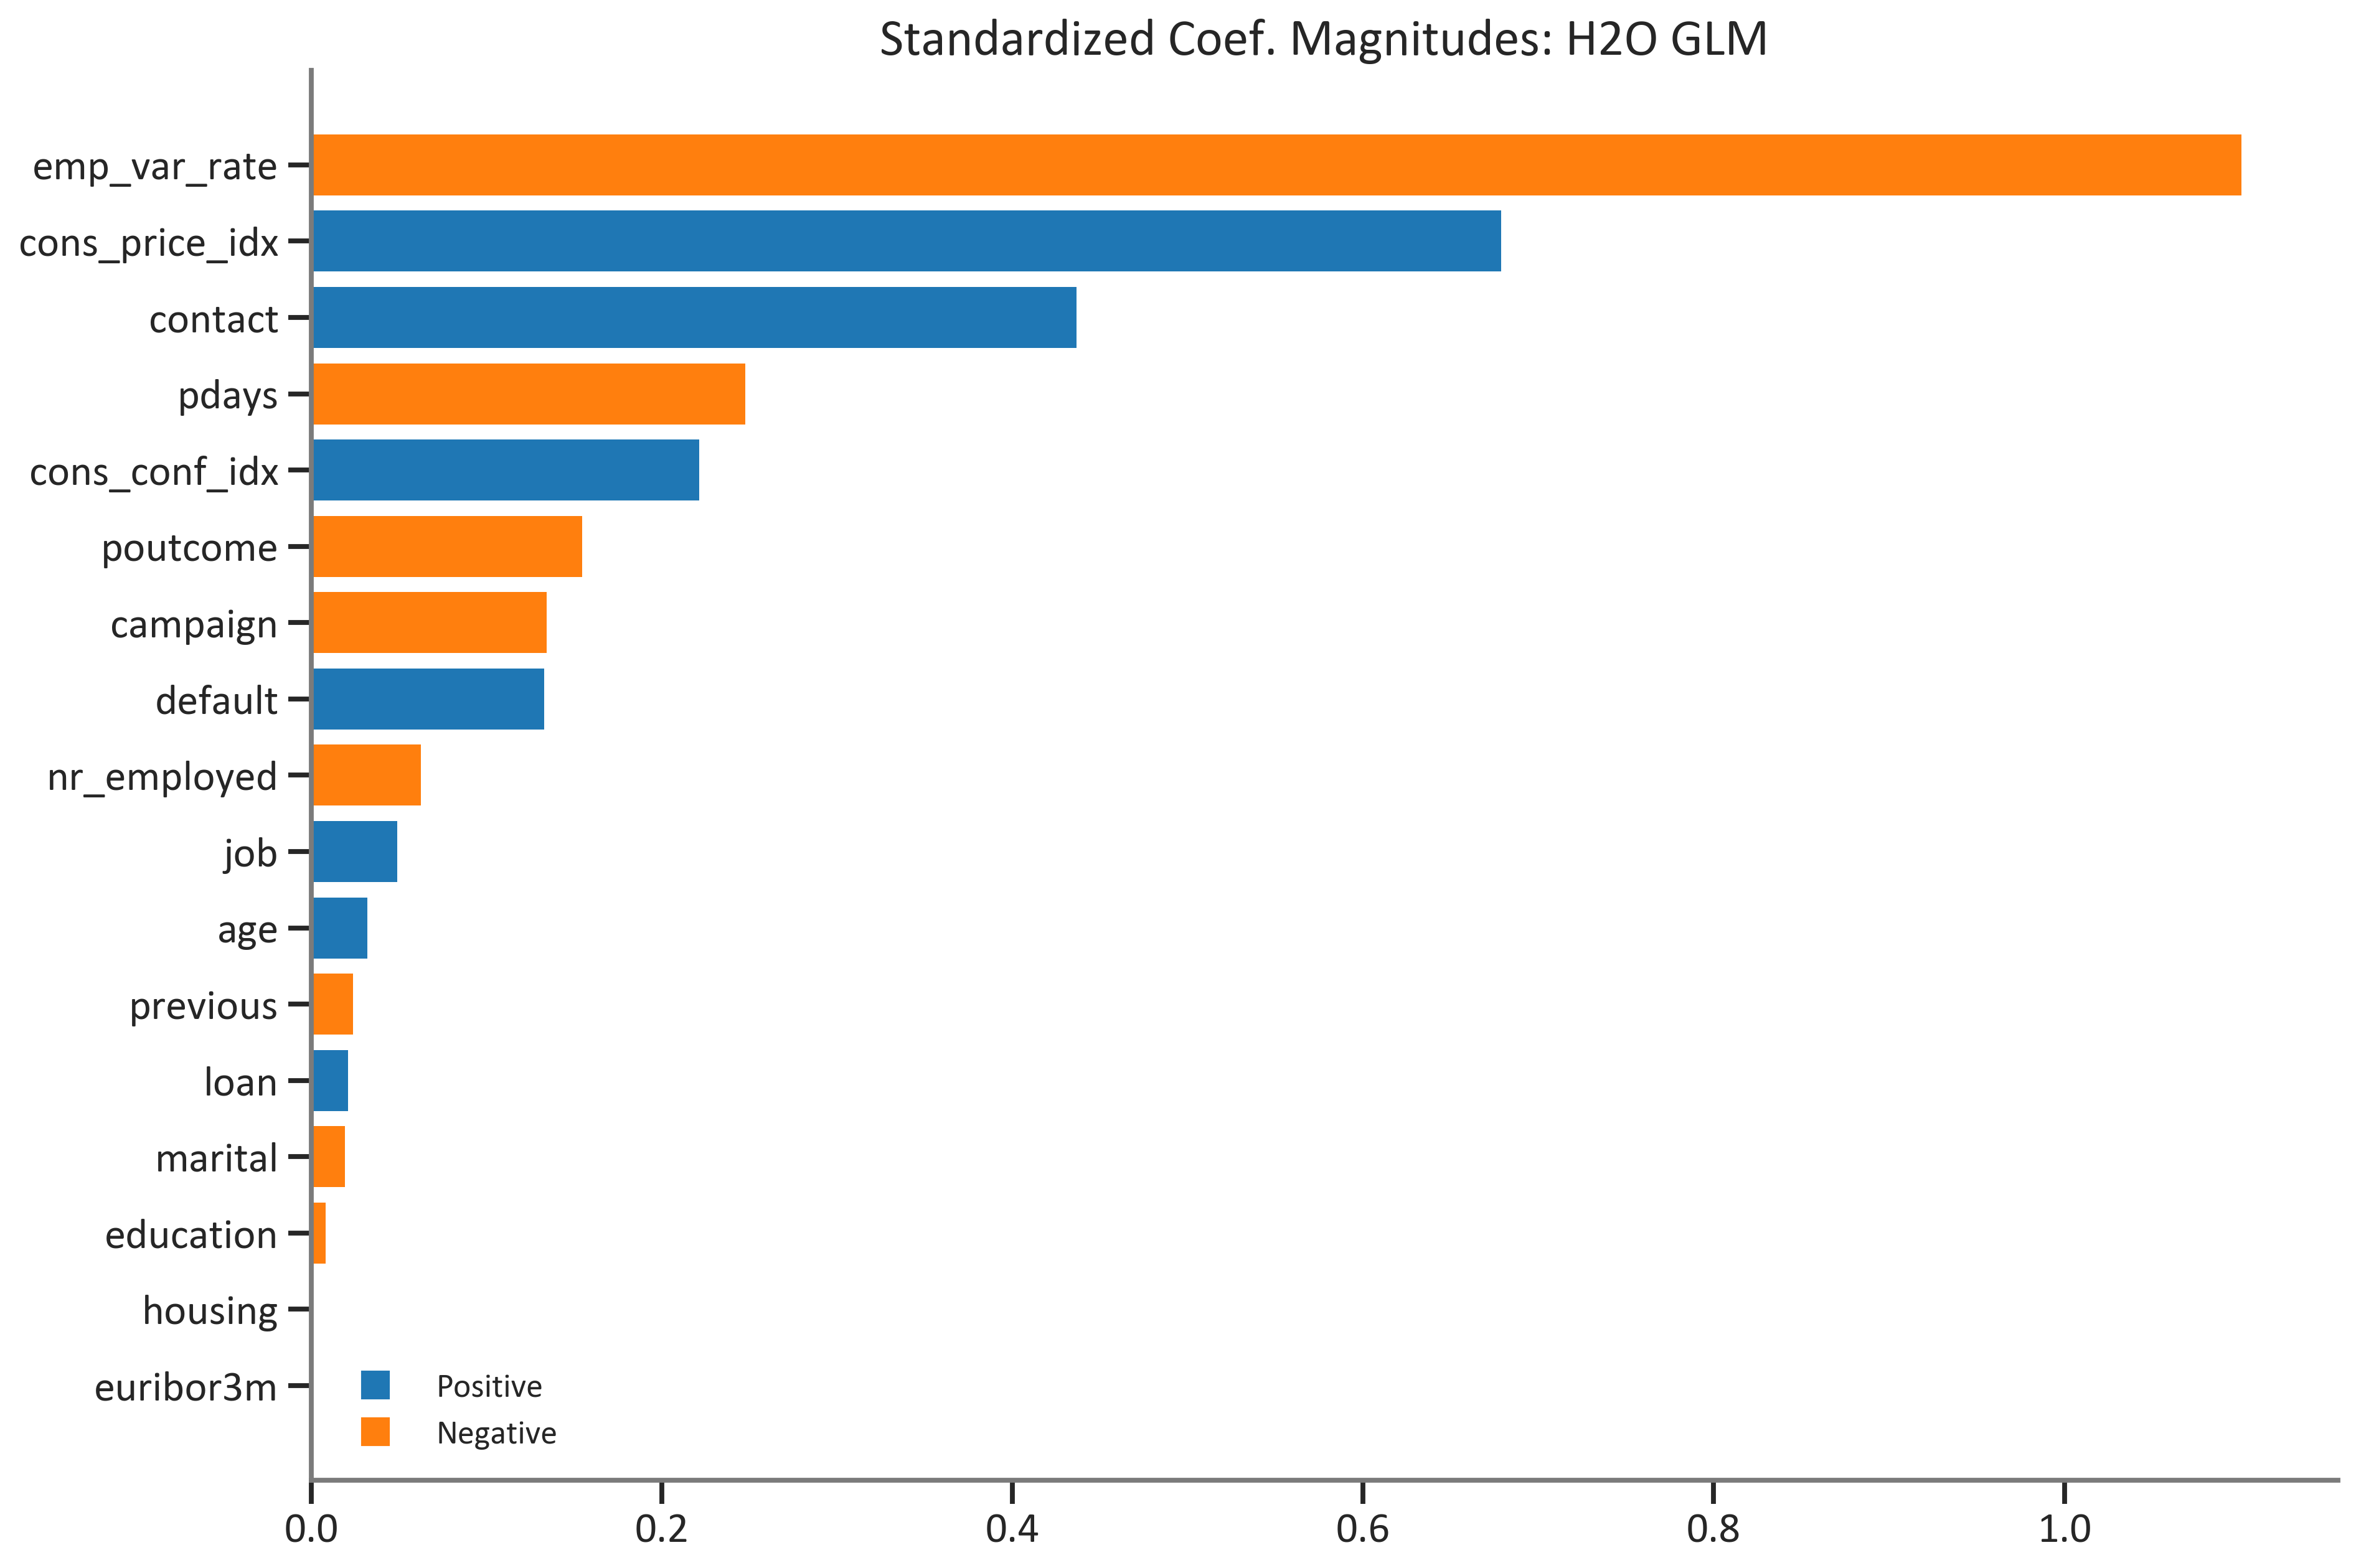 Standardized Coef. Magnitudes: H2O GLM
emp_var_rate
cons_price_idx
contact
pdays
cons_conf_idx
poutcome
campaign
default
nr_employed
job
age
previous
loan
marital
education
housing
euribor3m
Positive
Negative
0.0 0.2 0.4 0.6 0.8 1.0